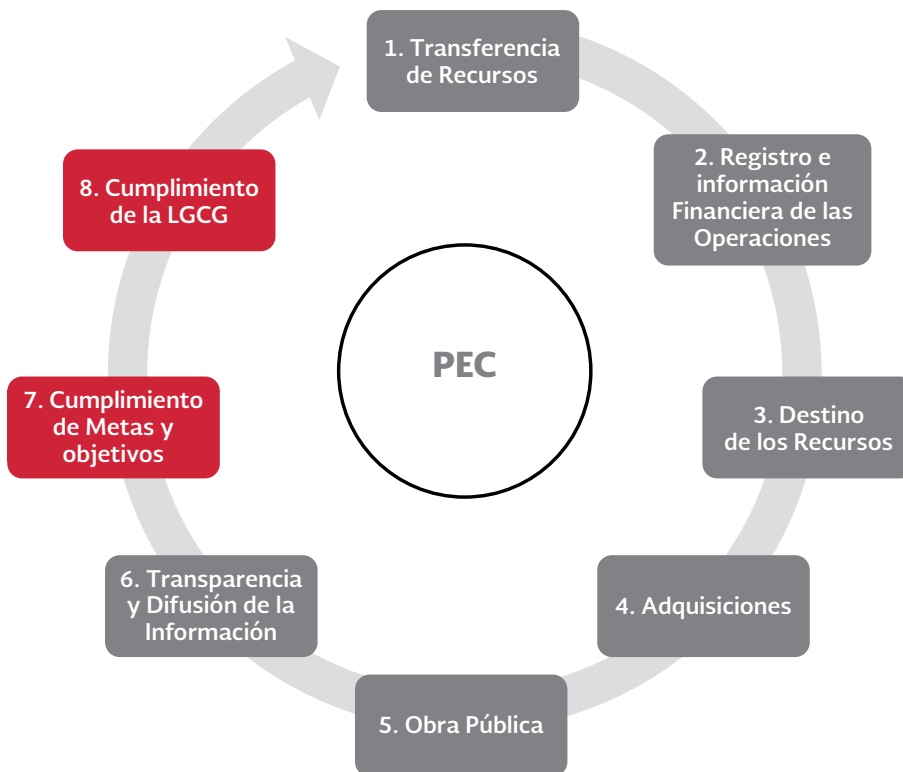 1. Transferencia
de Recursos
2. Registro e
información
Financiera de las
Operaciones
3. Destino
de los Recursos
4. Adquisiciones
5. Obra Pública
6. Transparencia
y Difusión de la
Información
7. Cumplimiento
de Metas y
objetivos
8. Cumplimiento
de la LGCG
PEC